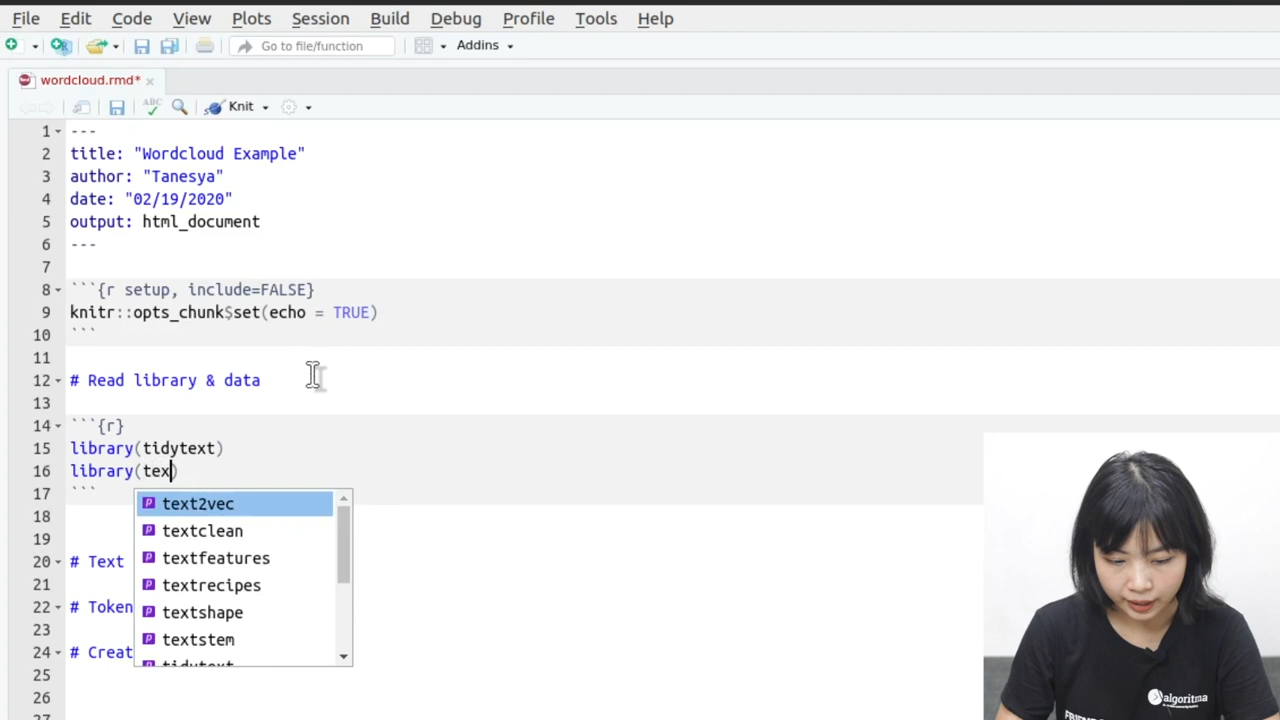 File Edit Code View Plots Session Build Debug Profile Tools Help
Go to file/function Addins
wordcloud.rmd*
ABC Knit
1 ---
2 title: "Wordcloud Example"
3 author: "Tanesya"
4 date: "02/19/2020"
5 output: html_document
6 ---
7
8 ```{r setup, include=FALSE}
9 knitr::opts_chunk$set(echo = TRUE)
10 ```
11
12 # Read library & data
13
14 ```{r}
15 library(tidytext)
16 library(tex)
17 ```
text2vec
18
textclean
19
20 # Text
textfeatures
21
textrecipes
22 # Token
textshape
23
textstem
24 # Creat
tidytext
25
26
27
algoritma